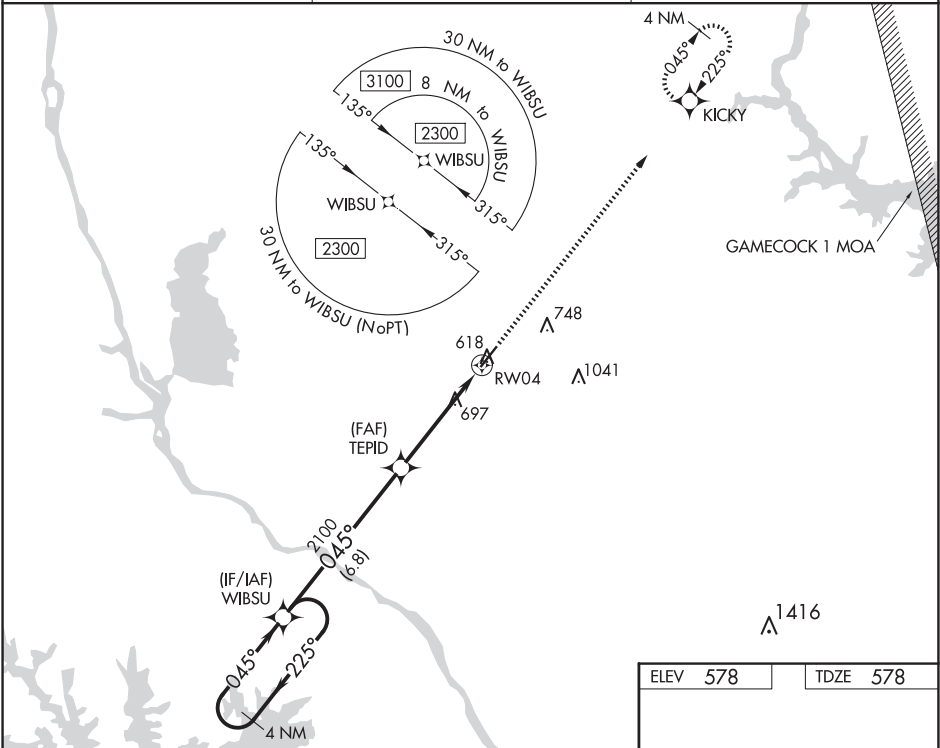 4 NM
045°
225°
KICKY
30 NM to WIBSU
3100
8 NM to WIBSU
135°
2300
WIBSU
315°
135°
WIBSU
2300
315°
30 NM to WIBSU (NoPT)
GAMECOCK 1 MOA
748
618
RW04
1041
697
(FAF)
TEPID
2100
045°
(6.8)
(IF/IAF)
WIBSU
045°
225°
4 NM
1416
ELEV 578
TDZE 578